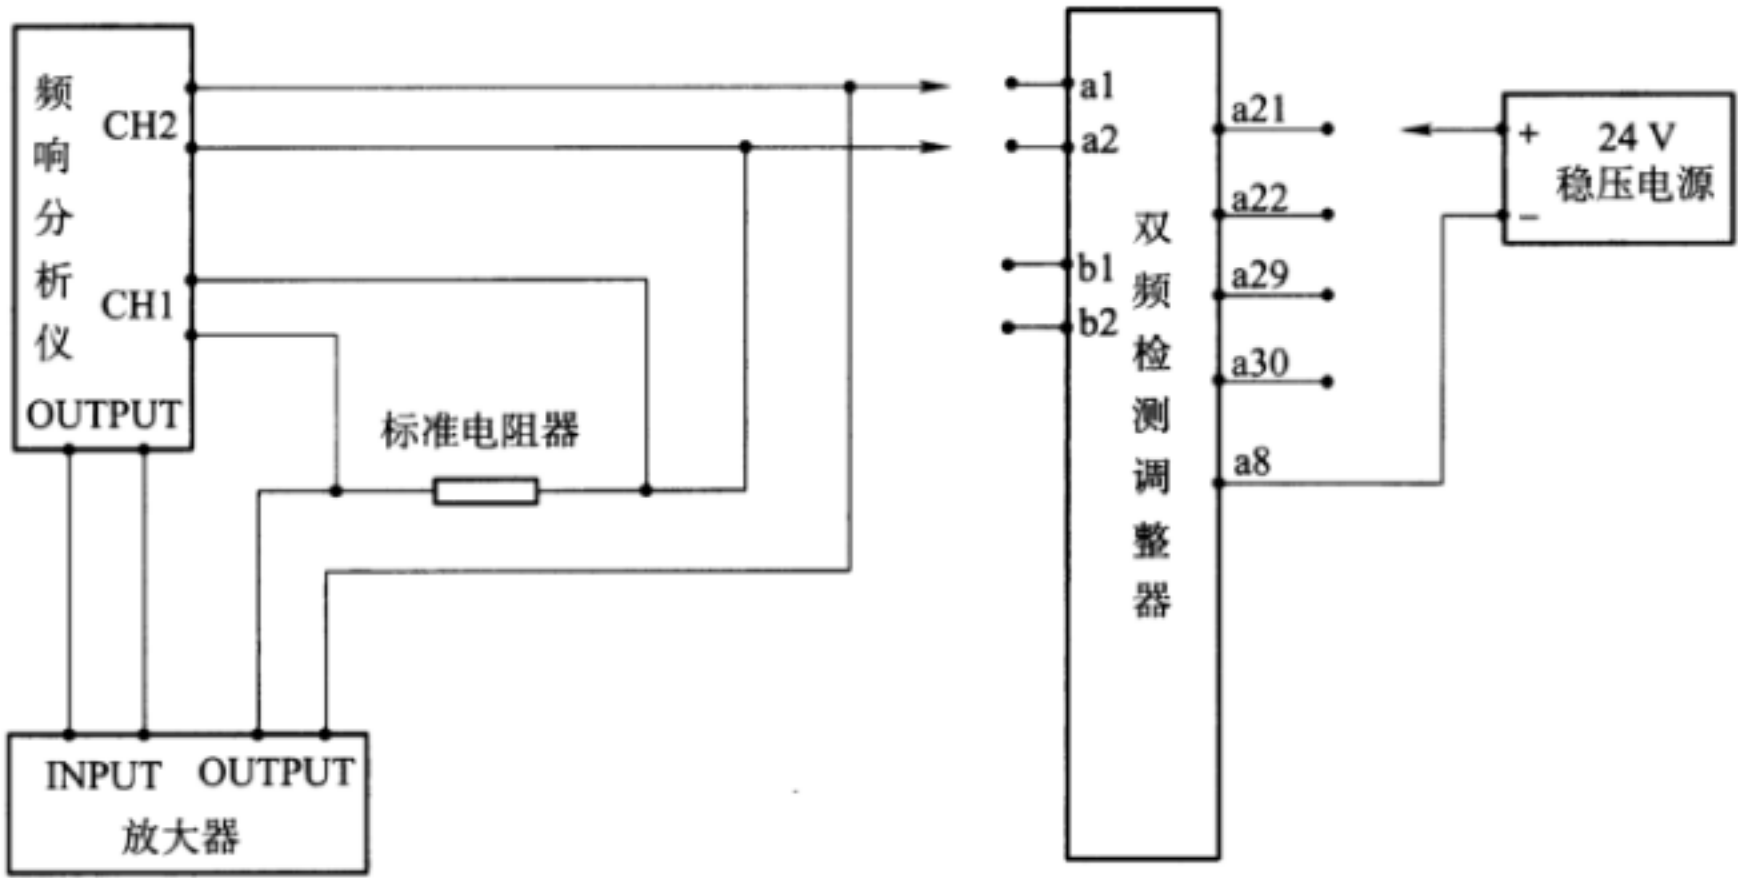 频响分析仪
CH2
CH1
OUTPUT
标准电阻器
INPUT
OUTPUT
放大器
a1
a2
b1
b2
双频检测调整器
a21
a22
a29
a30
a8
+
24 V
稳压电源
−